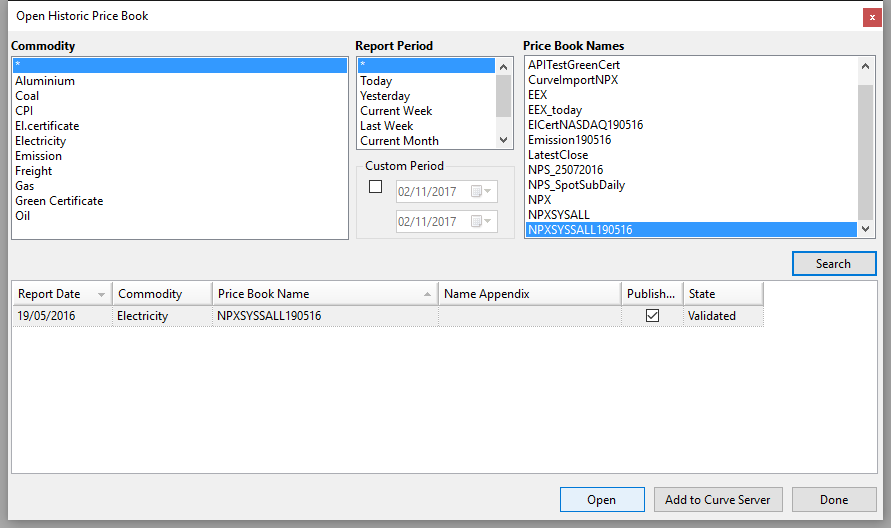 Open Historic Price Book
x
Commodity
*
Aluminium
Coal
CPI
El.certificate
Electricity
Emission
Freight
Gas
Green Certificate
Oil
Report Period
*
Today
Yesterday
Current Week
Last Week
Current Month
Custom Period
02/11/2017
02/11/2017
Price Book Names
APITestGreenCert
CurveImportNPX
EEX
EEX_today
ElCertNASDAQ190516
Emission190516
LatestClose
NPS_25072016
NPS_SpotSubDaily
NPX
NPXSYSALL
NPXSYSSALL190516
Search
Report Date Commodity Price Book Name Name Appendix Publish... State
19/05/2016 Electricity NPXSYSSALL190516 Validated
Open Add to Curve Server Done